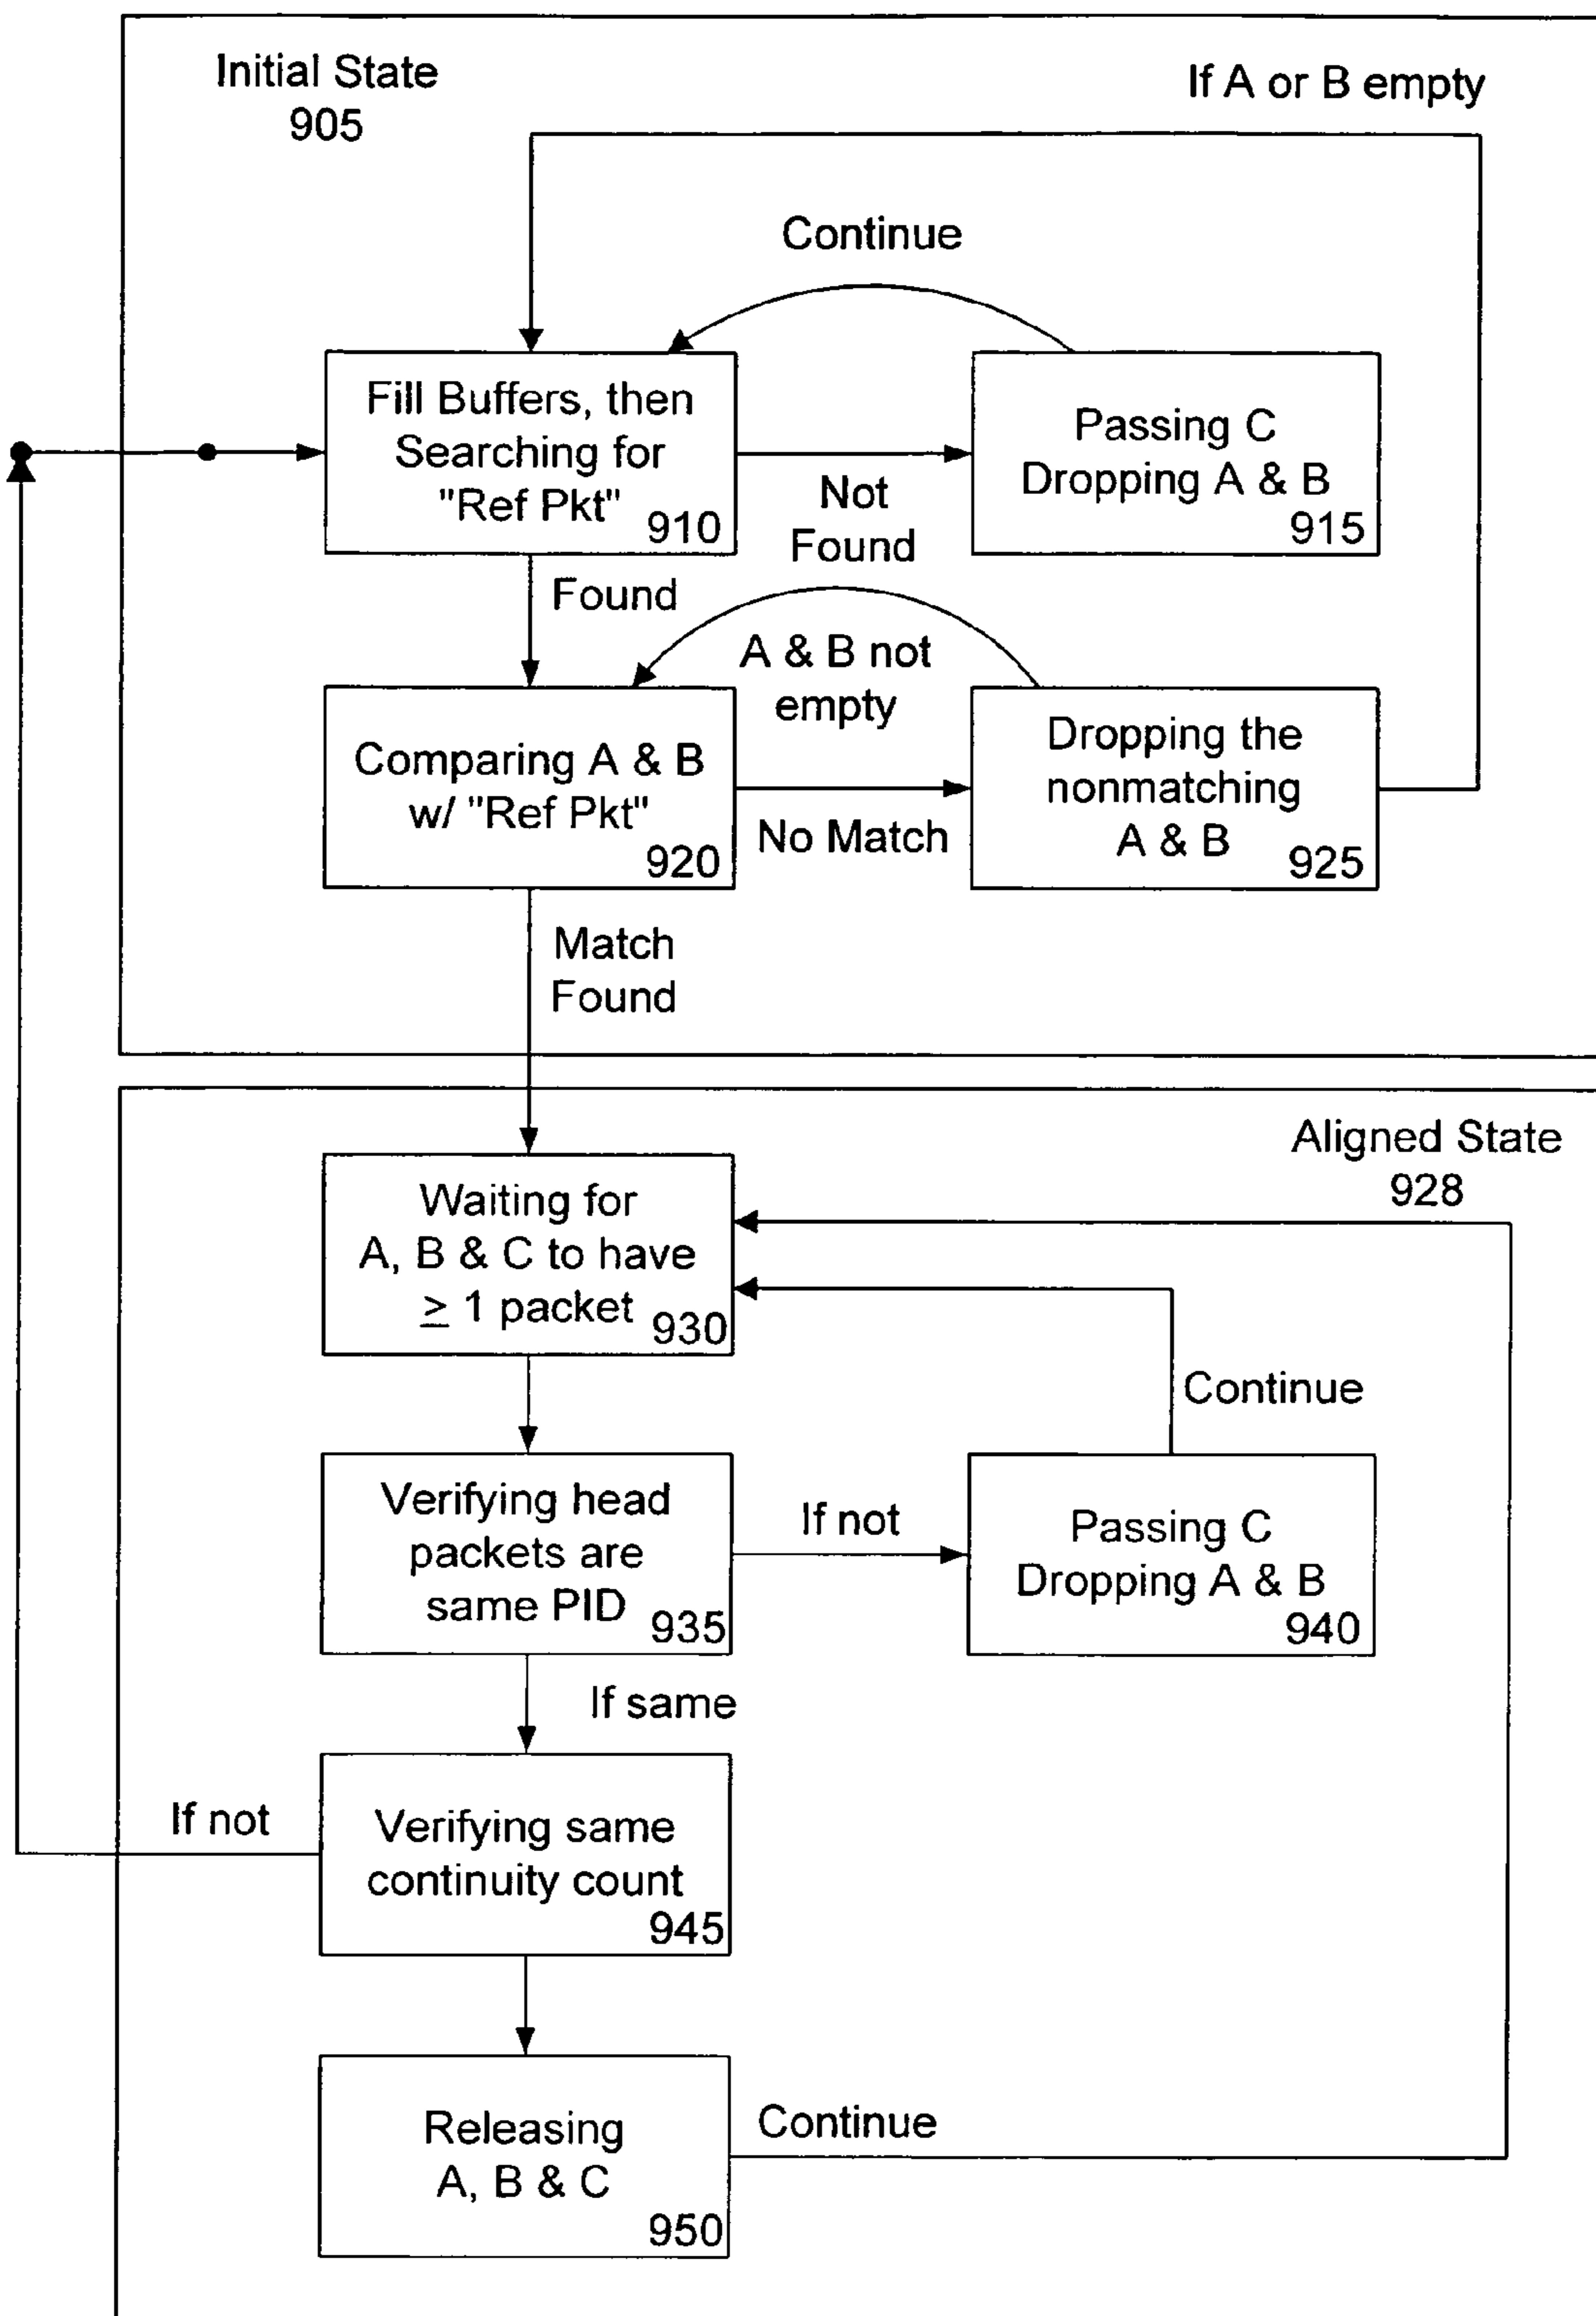 Initial State
905
If A or B empty
Continue
Fill Buffers, then
Searching for
"Ref Pkt"
910
Not
Found
Passing C
Dropping A & B
915
Found
A & B not
empty
Comparing A & B
w/ "Ref Pkt"
920
No Match
Dropping the
nonmatching
A & B
925
Match
Found
Aligned State
928
Waiting for
A, B & C to have
≥ 1 packet
930
Continue
Verifying head
packets are
same PID
935
If not
Passing C
Dropping A & B
940
If same
If not
Verifying same
continuity count
945
Releasing
A, B & C
950
Continue